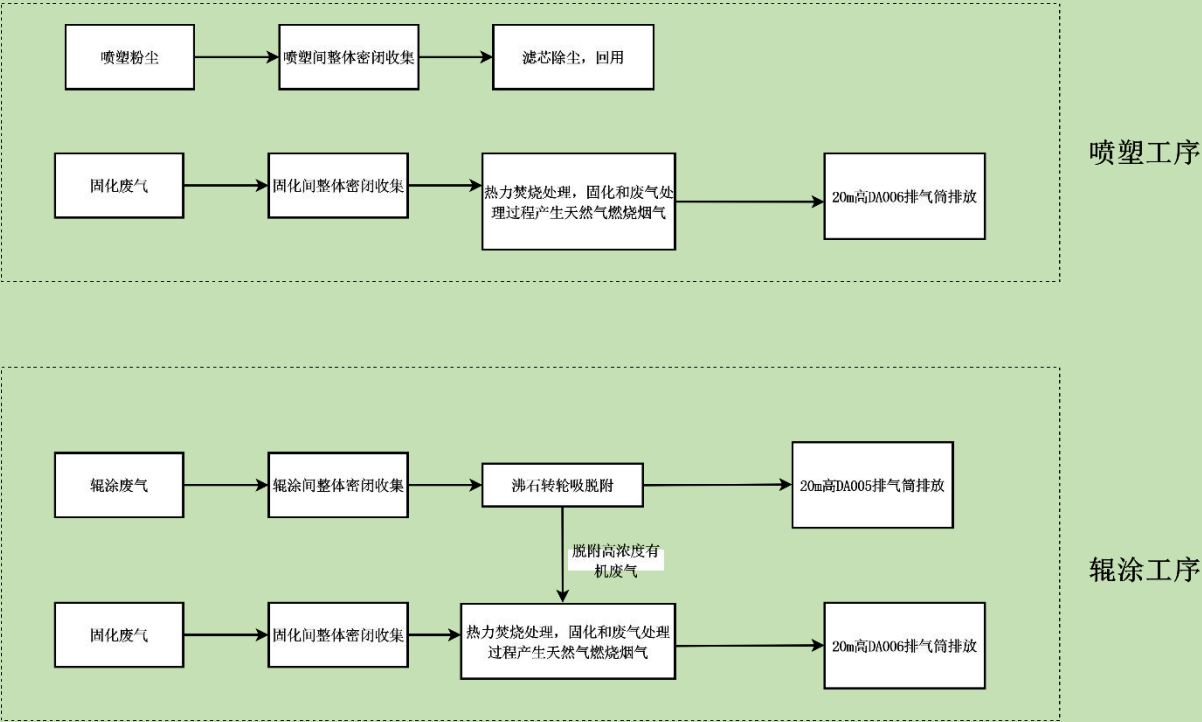 喷塑粉尘
喷塑间整体密闭收集
滤芯除尘，回用
喷塑工序
固化废气
固化间整体密闭收集
热力焚烧处理，固化和废气处
理过程产生天然气燃烧烟气
20m高DA006排气筒排放
辊涂废气
辊涂间整体密闭收集
沸石转轮吸脱附
20m高DA005排气筒排放
脱附高浓度有
机废气
辊涂工序
固化废气
固化间整体密闭收集
热力焚烧处理，固化和废气处理
过程产生天然气燃烧烟气
20m高DA006排气筒排放